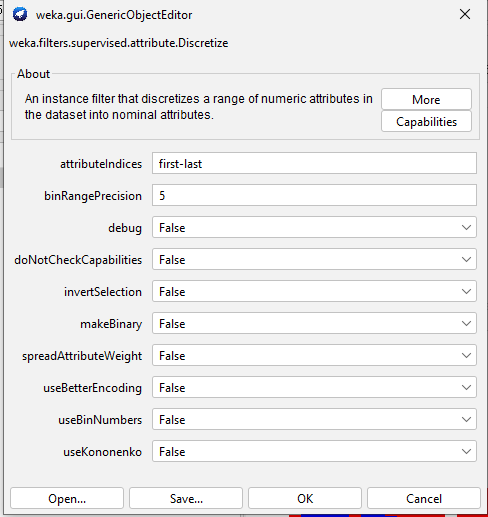 weka.gui.GenericObjectEditor
weka.filters.supervised.attribute.Discretize
About
An instance filter that discretizes a range of numeric attributes in
the dataset into nominal attributes.
More
Capabilities
attributeIndices first-last
binRangePrecision 5
debug False
doNotCheckCapabilities False
invertSelection False
makeBinary False
spreadAttributeWeight False
useBetterEncoding False
useBinNumbers False
useKononenko False
Open... Save... OK Cancel